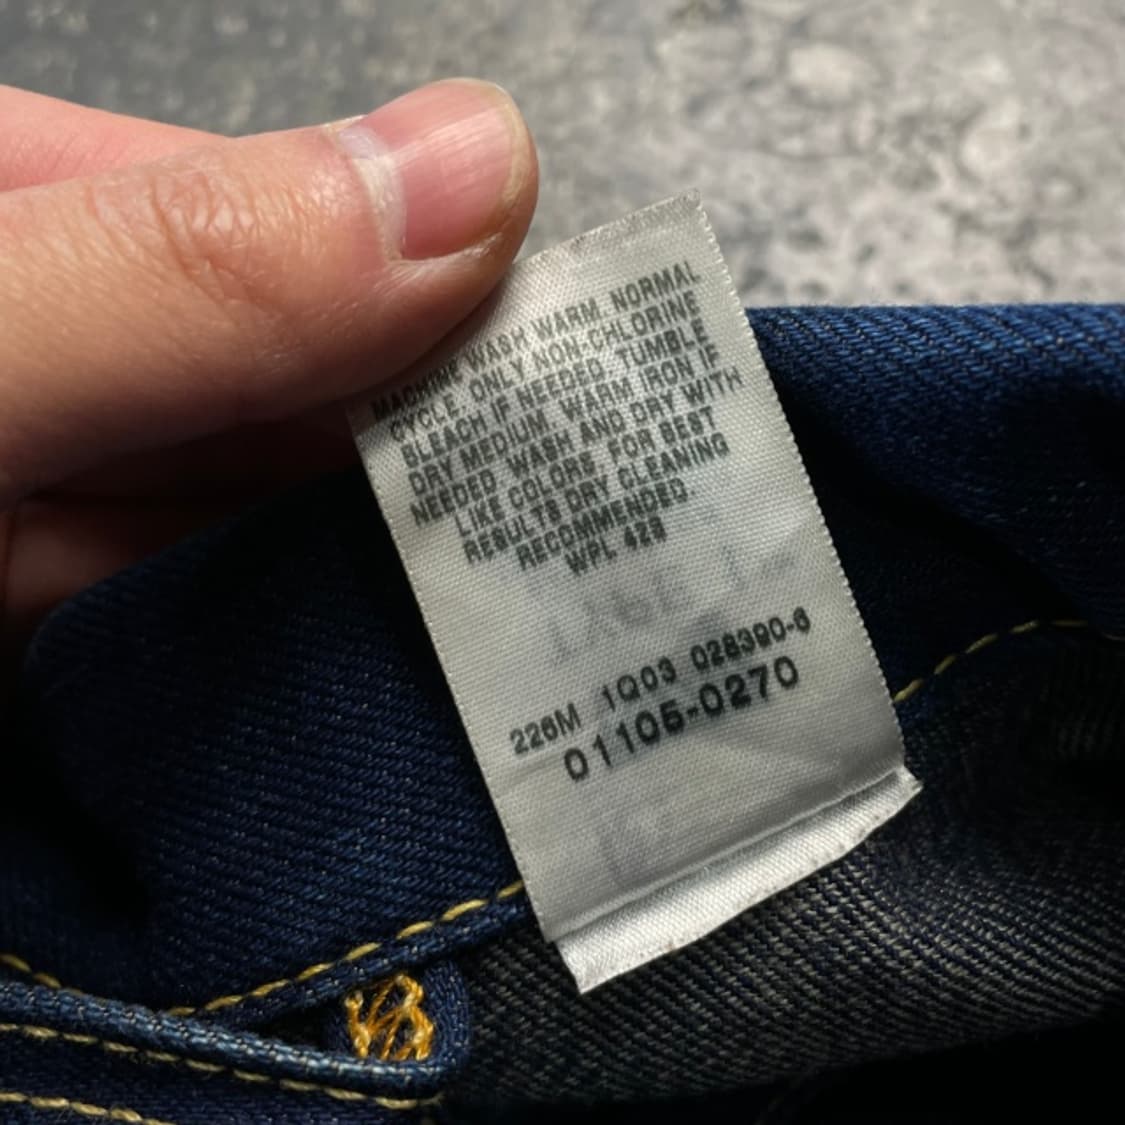 MACHINE WASH WARM. NORMAL
CYCLE. ONLY NON-CHLORINE
BLEACH IF NEEDED. TUMBLE
DRY MEDIUM. WARM IRON IF
NEEDED. WASH AND DRY WITH
LIKE COLORS. FOR BEST
RESULTS DRY CLEANING
RECOMMENDED.
WPL 423
226M 1Q03 028390-6
01105-0270